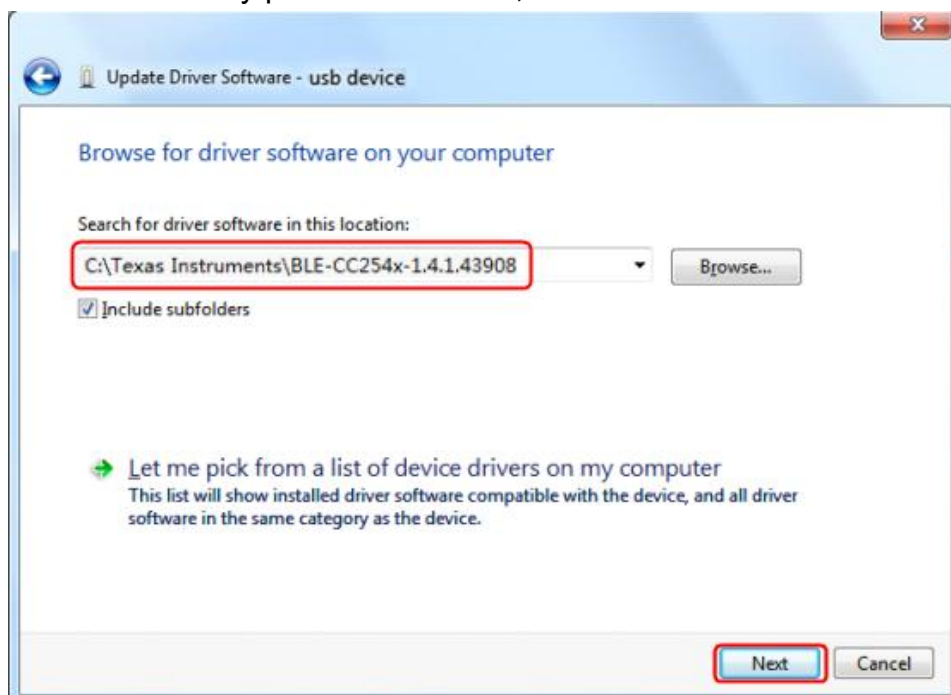 Update Driver Software - usb device
Browse for driver software on your computer
Search for driver software in this location:
C:\Texas Instruments\BLE-CC254x-1.4.1.43908
Browse...
Include subfolders
Let me pick from a list of device drivers on my computer
This list will show installed driver software compatible with the device, and all driver
software in the same category as the device.
Next
Cancel